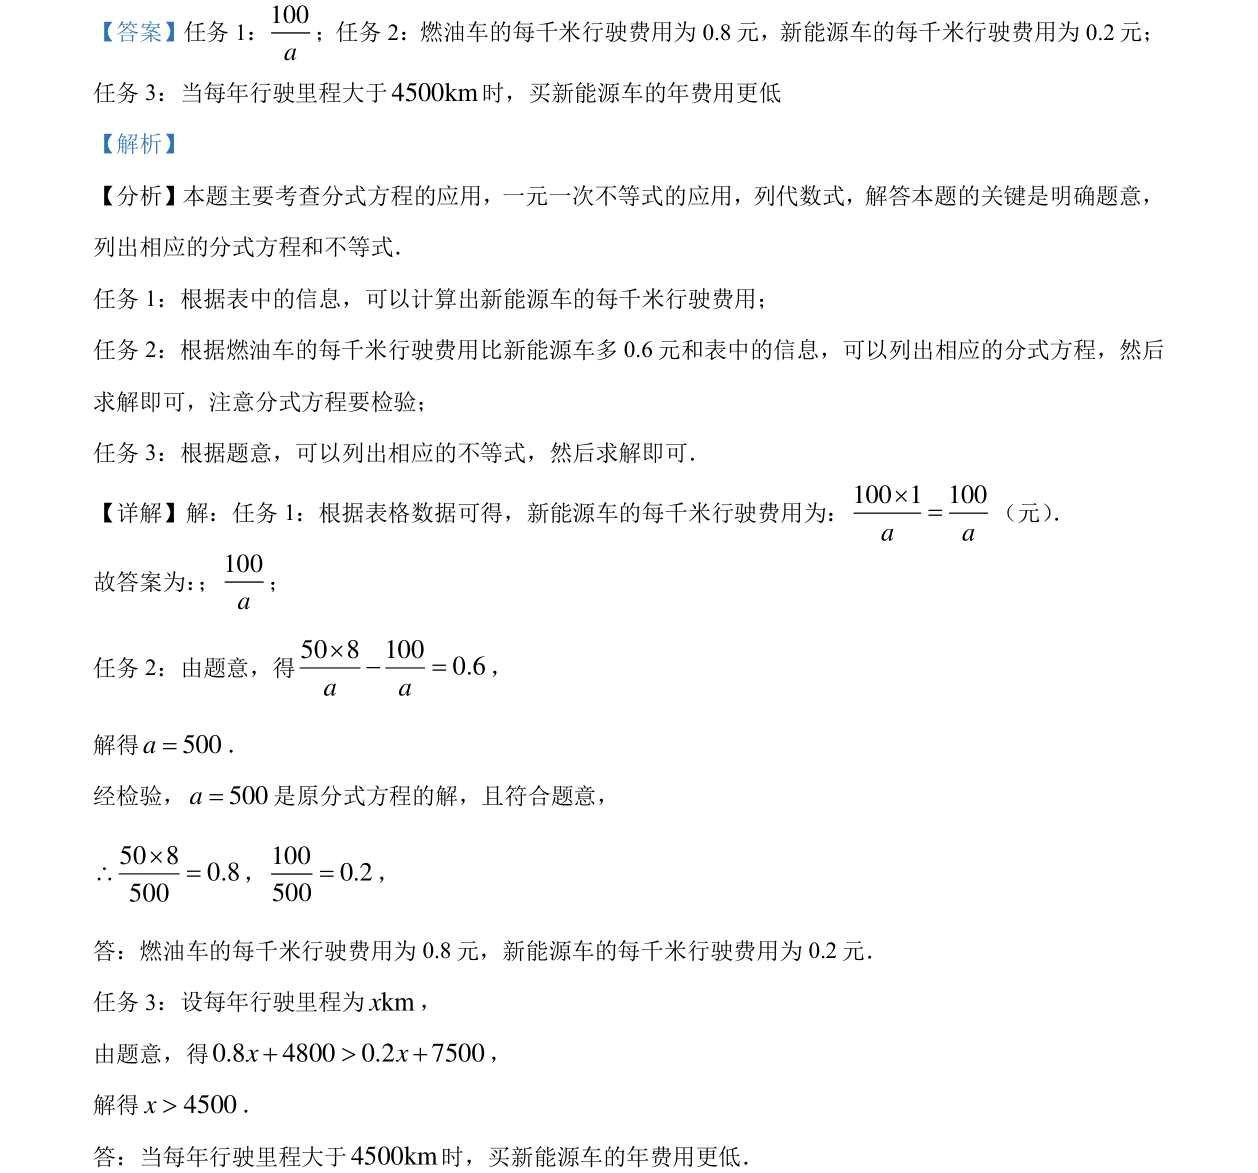 【答案】任务 1：100/a；任务 2：燃油车的每千米行驶费用为 0.8 元，新能源车的每千米行驶费用为 0.2 元；
任务 3：当每年行驶里程大于 4500km 时，买新能源车的年费用更低
【解析】
【分析】本题主要考查分式方程的应用，一元一次不等式的应用，列代数式，解答本题的关键是明确题意，
列出相应的分式方程和不等式．
任务 1：根据表中的信息，可以计算出新能源车的每千米行驶费用；
任务 2：根据燃油车的每千米行驶费用比新能源车多 0.6 元和表中的信息，可以列出相应的分式方程，然后
求解即可，注意分式方程要检验；
任务 3：根据题意，可以列出相应的不等式，然后求解即可．
【详解】解：任务 1：根据表格数据可得，新能源车的每千米行驶费用为：100×1/a = 100/a（元）．
故答案为：；100/a；
任务 2：由题意，得 50×8/a − 100/a = 0.6，
解得 a = 500．
经检验，a = 500 是原分式方程的解，且符合题意，
∴ 50×8/500 = 0.8，100/500 = 0.2，
答：燃油车的每千米行驶费用为 0.8 元，新能源车的每千米行驶费用为 0.2 元．
任务 3：设每年行驶里程为 xkm，
由题意，得 0.8x + 4800 > 0.2x + 7500，
解得 x > 4500．
答：当每年行驶里程大于 4500km 时，买新能源车的年费用更低．